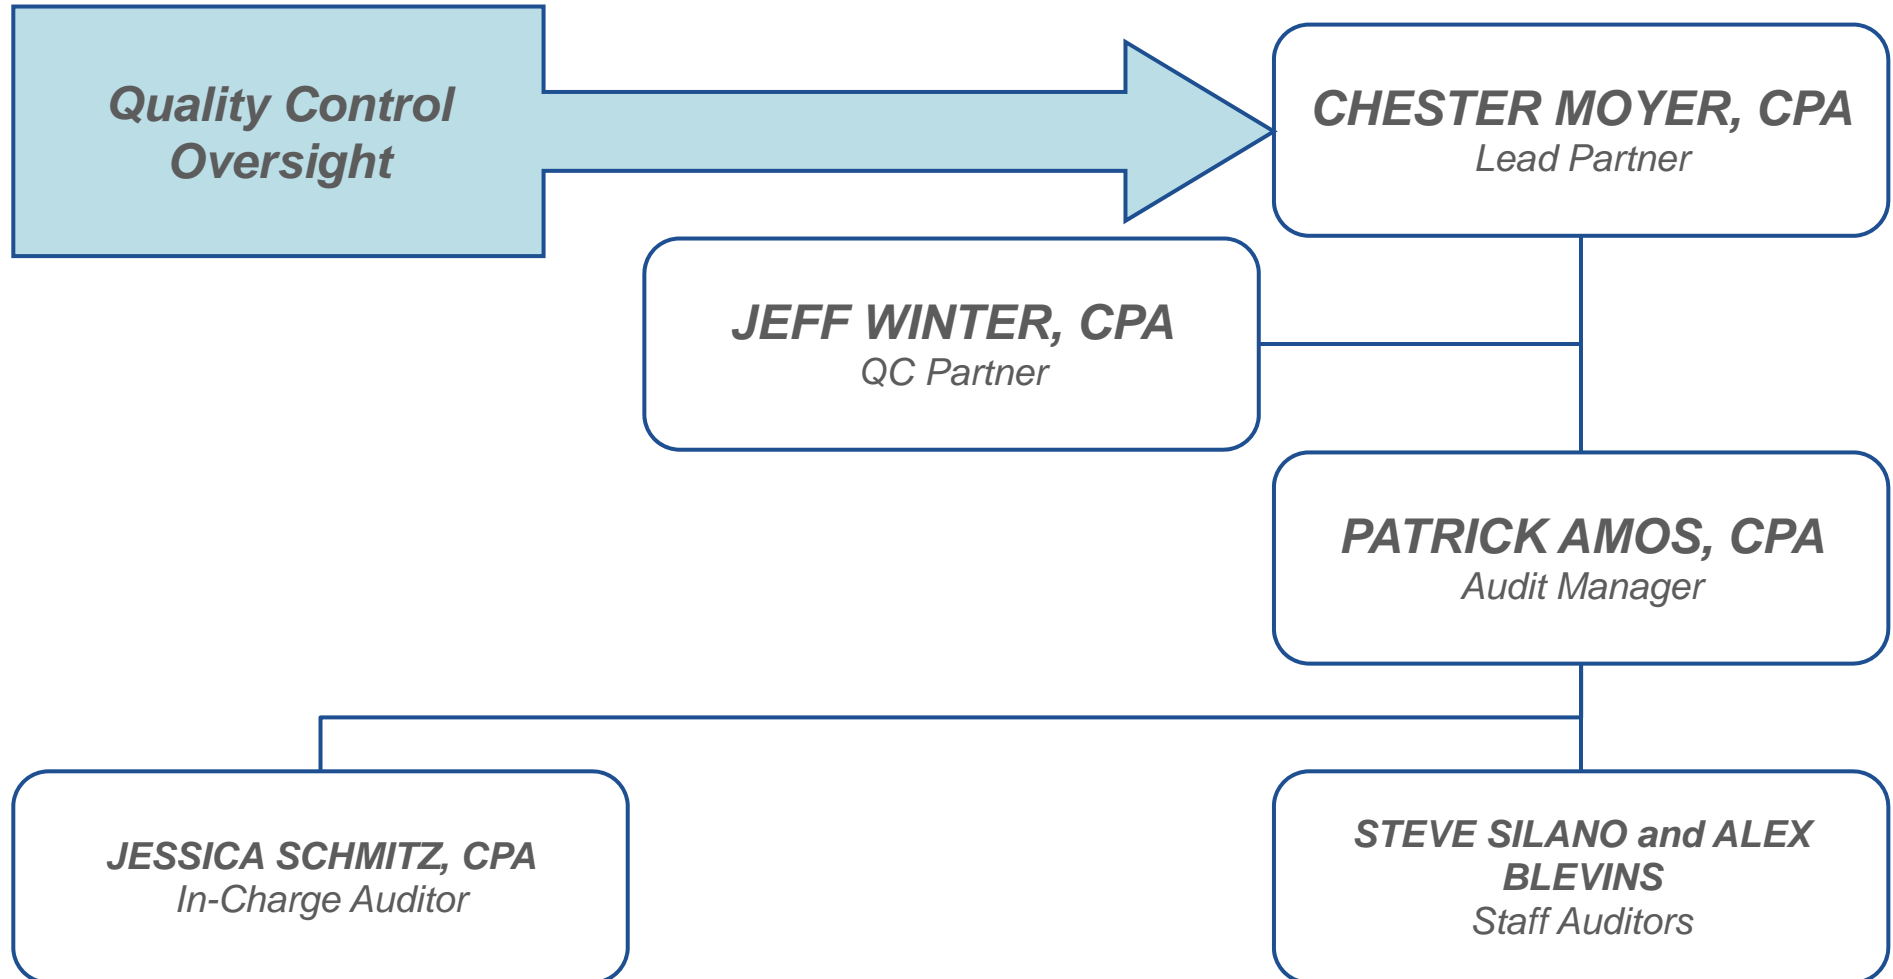 Quality Control
Oversight
CHESTER MOYER, CPA
Lead Partner
JEFF WINTER, CPA
QC Partner
PATRICK AMOS, CPA
Audit Manager
JESSICA SCHMITZ, CPA
In-Charge Auditor
STEVE SILANO and ALEX
BLEVINS
Staff Auditors